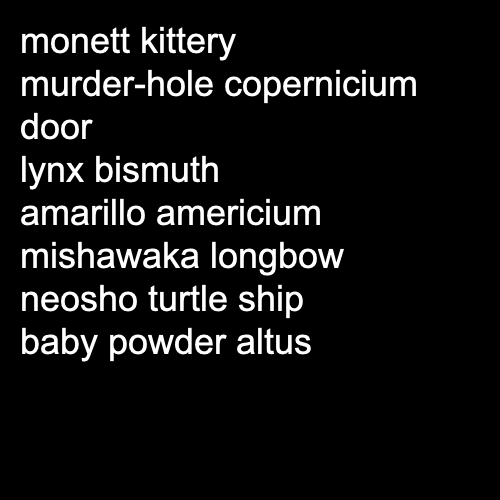 monett kittery
murder-hole copernicium
door
lynx bismuth
amarillo americium
mishawaka longbow
neosho turtle ship
baby powder altus